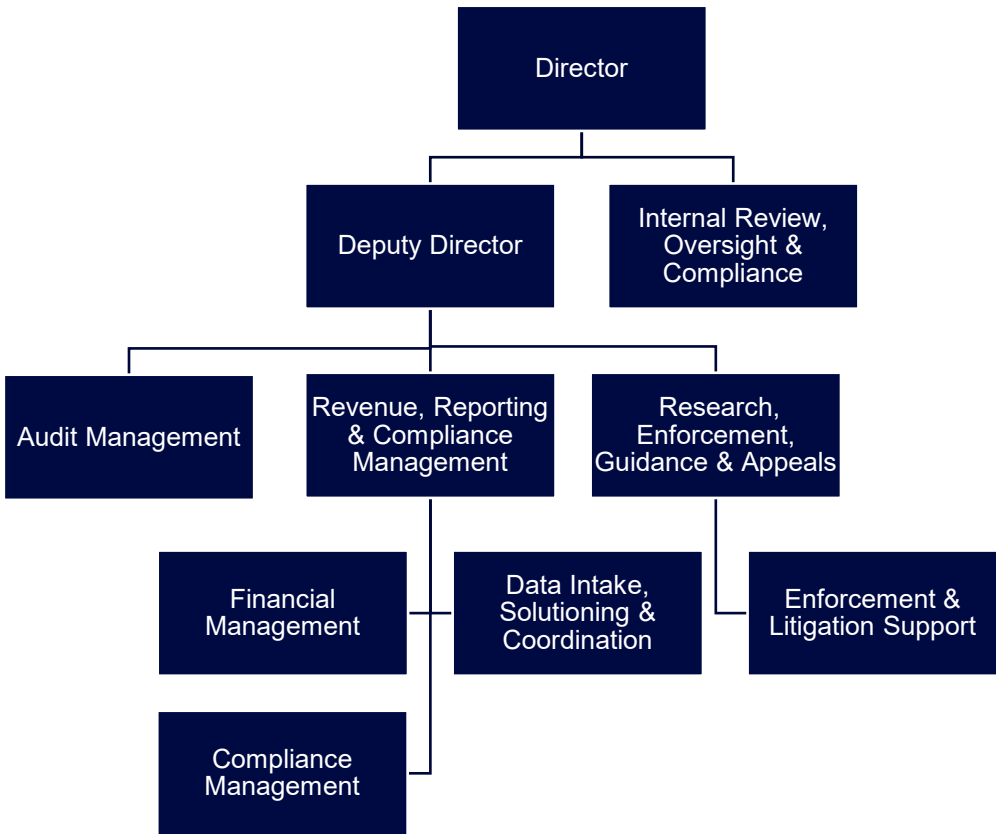 Director
Deputy Director
Internal Review,
Oversight &
Compliance
Audit Management
Revenue, Reporting
& Compliance
Management
Research,
Enforcement,
Guidance & Appeals
Financial
Management
Data Intake,
Solutioning &
Coordination
Enforcement &
Litigation Support
Compliance
Management